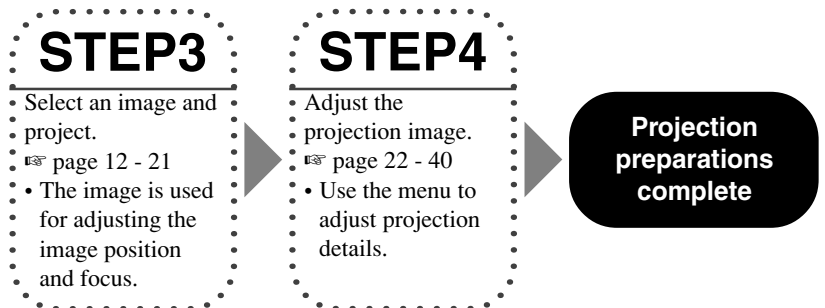 STEP3
Select an image and
project.
☞ page 12 - 21
• The image is used
for adjusting the
image position
and focus.
STEP4
Adjust the
projection image.
☞ page 22 - 40
• Use the menu to
adjust projection
details.
Projection
preparations
complete